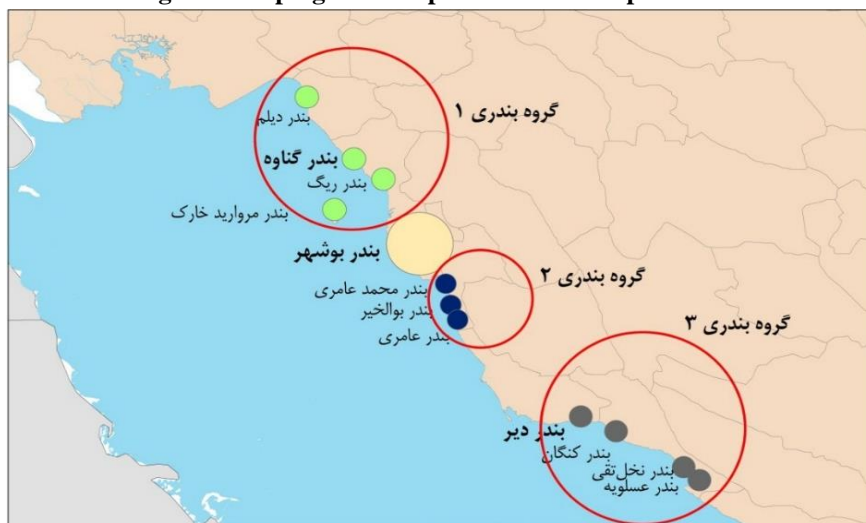 گروه بندری ۱
بندر دیلم
بندر گناوه
بندر ریگ
بندر مروارید خارک
بندر بوشهر
گروه بندری ۲
بندر محمد عامری
بندر بوالخیر
بندر عامری
گروه بندری ۳
بندر دیر
بندر کنگان
بندر نخل‌تقی
بندر عسلویه